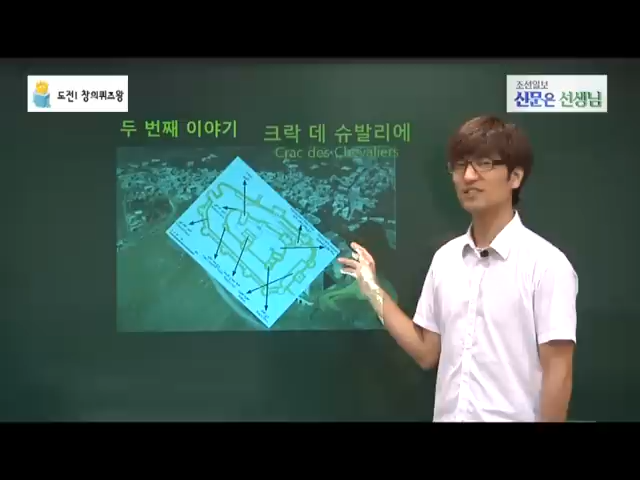 도전! 창의퀴즈왕
조선일보
신문은 선생님
두 번째 이야기
크락 데 슈발리에
Crac des Chevaliers